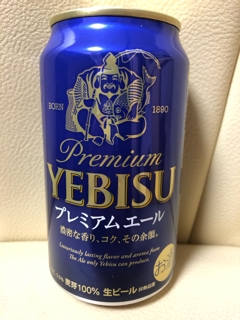 BORN 1890
Premium
YEBISU
プレミアムエール
濃密な香り、コク、その余韻。
Luxuriously lasting flavor and aroma from
The Ale only Yebisu can produce.
麦芽100% 生ビール